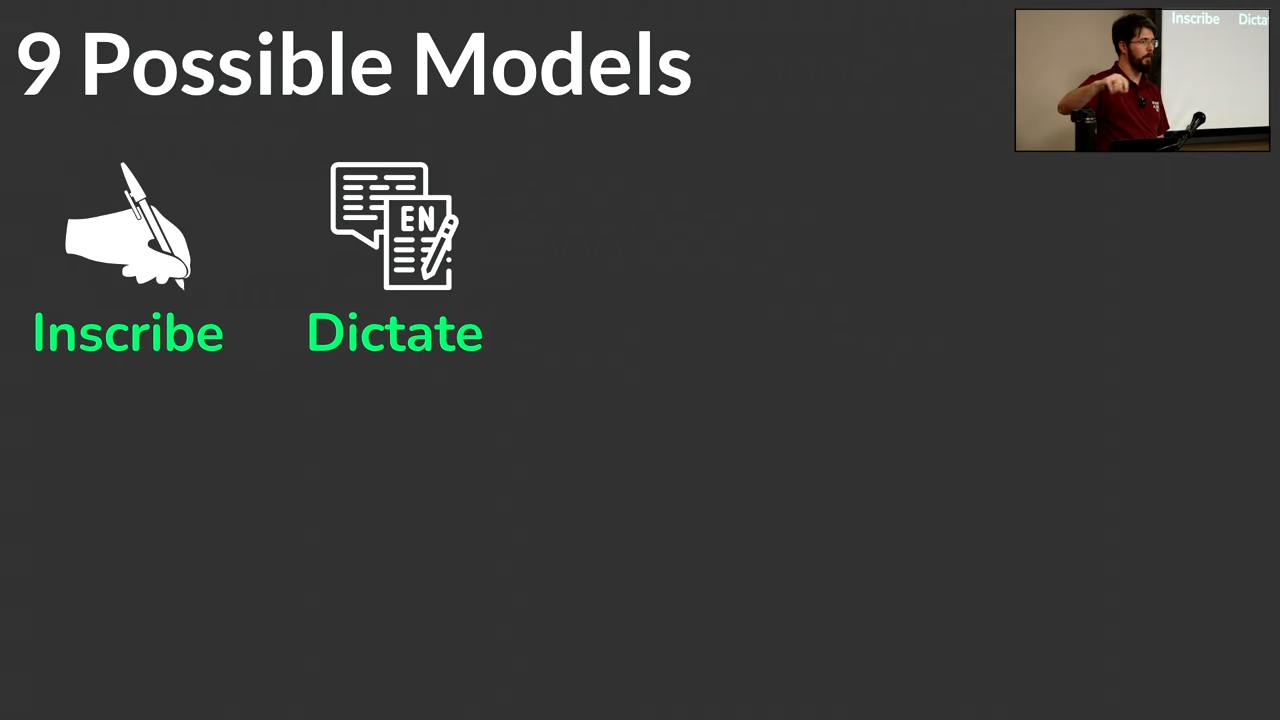 9 Possible Models
Inscribe Dicta
EN
Inscribe
Dictate